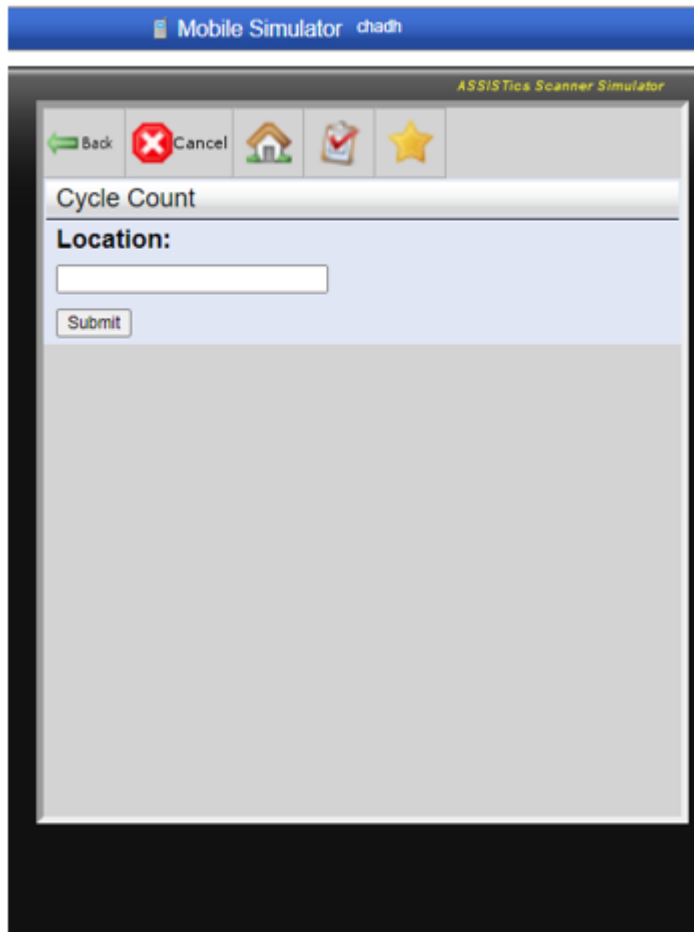 Mobile Simulator chadh
ASSISTics Scanner Simulator
Back Cancel
Cycle Count
Location:
Submit